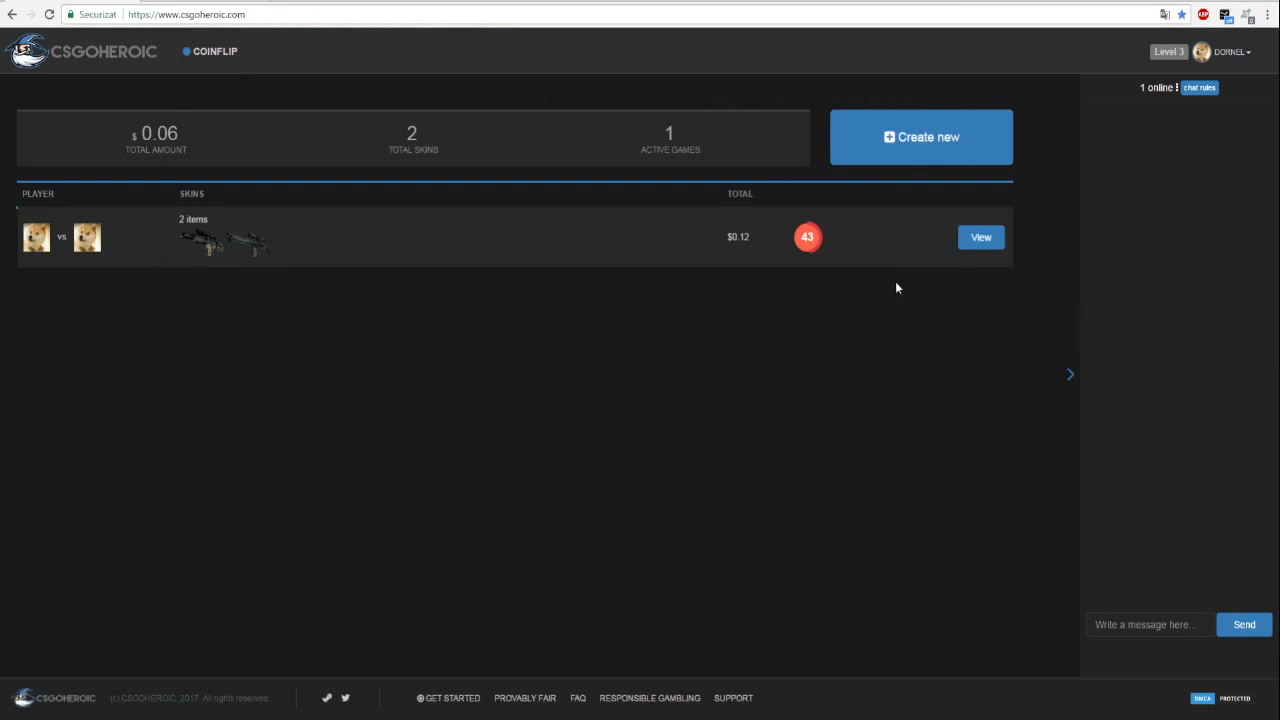 Securizat https://www.csgoheroic.com
CSGOHEROIC COINFLIP Level 3 DORNEL
1 online chat rules
$ 0.06 2 1
TOTAL AMOUNT TOTAL SKINS ACTIVE GAMES
Create new
PLAYER SKINS TOTAL
2 items
vs $0.12 43 View
Write a message here... Send
CSGOHEROIC (c) CSGOHEROIC, 2017. All rights reserved. GET STARTED PROVABLY FAIR FAQ RESPONSIBLE GAMBLING SUPPORT DMCA PROTECTED